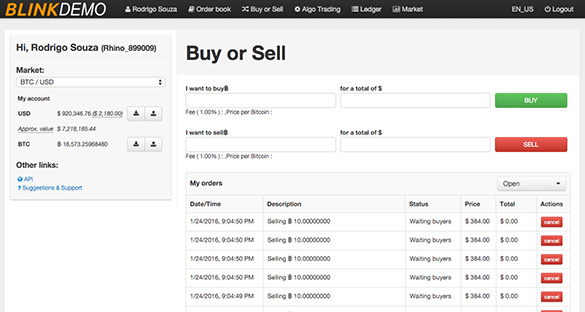 BLINKDEMO Rodrigo Souza Order book Buy or Sell Algo Trading Ledger Market EN_US Logout
Hi, Rodrigo Souza (Rhino_899009)
Market:
BTC / USD
My account
USD $ 920,346.76 ($ 2,180.00)
Approx. value $ 7,218,185.44
BTC ฿ 16,573.25968480
Other links:
API
? Suggestions & Support
Buy or Sell
I want to buy฿ for a total of $
BUY
Fee ( 1.00% ) : ,Price per Bitcoin :
I want to sell฿ for a total of $
SELL
Fee ( 1.00% ) : ,Price per Bitcoin :
My orders Open
Date/Time Description Status Price Total Actions
1/24/2016, 9:04:50 PM Selling ฿ 10.00000000 Waiting buyers $ 384.00 $ 0.00 cancel
1/24/2016, 9:04:50 PM Selling ฿ 10.00000000 Waiting buyers $ 384.00 $ 0.00 cancel
1/24/2016, 9:04:50 PM Selling ฿ 10.00000000 Waiting buyers $ 384.00 $ 0.00 cancel
1/24/2016, 9:04:50 PM Selling ฿ 10.00000000 Waiting buyers $ 384.00 $ 0.00 cancel
1/24/2016, 9:04:49 PM Selling ฿ 10.00000000 Waiting buyers $ 384.00 $ 0.00 cancel